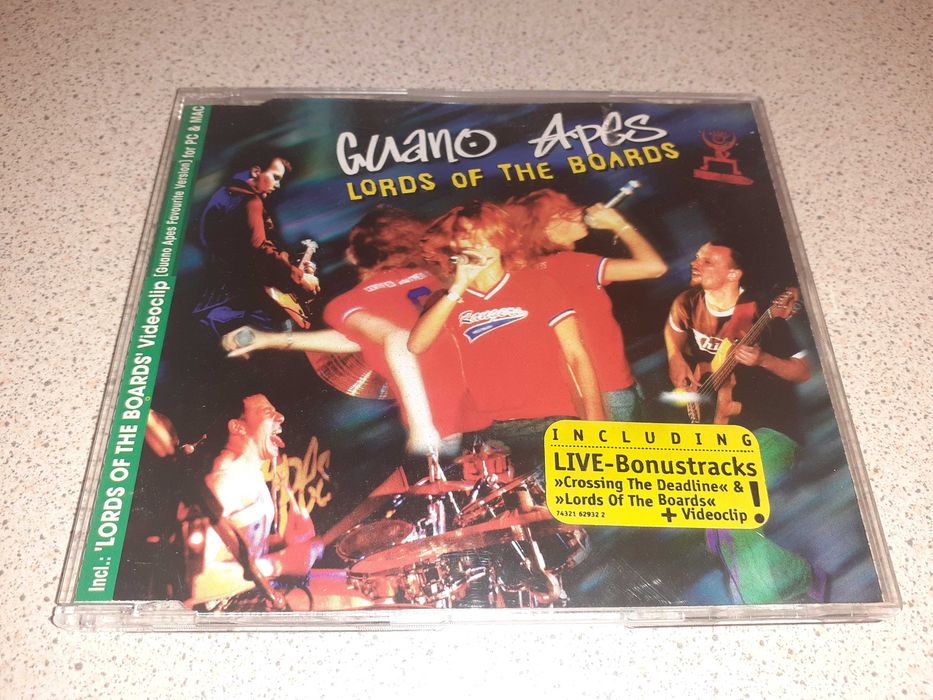 Guano Apes
LORDS OF THE BOARDS
Incl.: 'LORDS OF THE BOARDS' Videoclip [Guano Apes Favourite Version] for PC & MAC
Rangers
INCLUDING
LIVE-Bonustracks
»Crossing The Deadline« &
»Lords Of The Boards«
+ Videoclip !
74321 62932 2